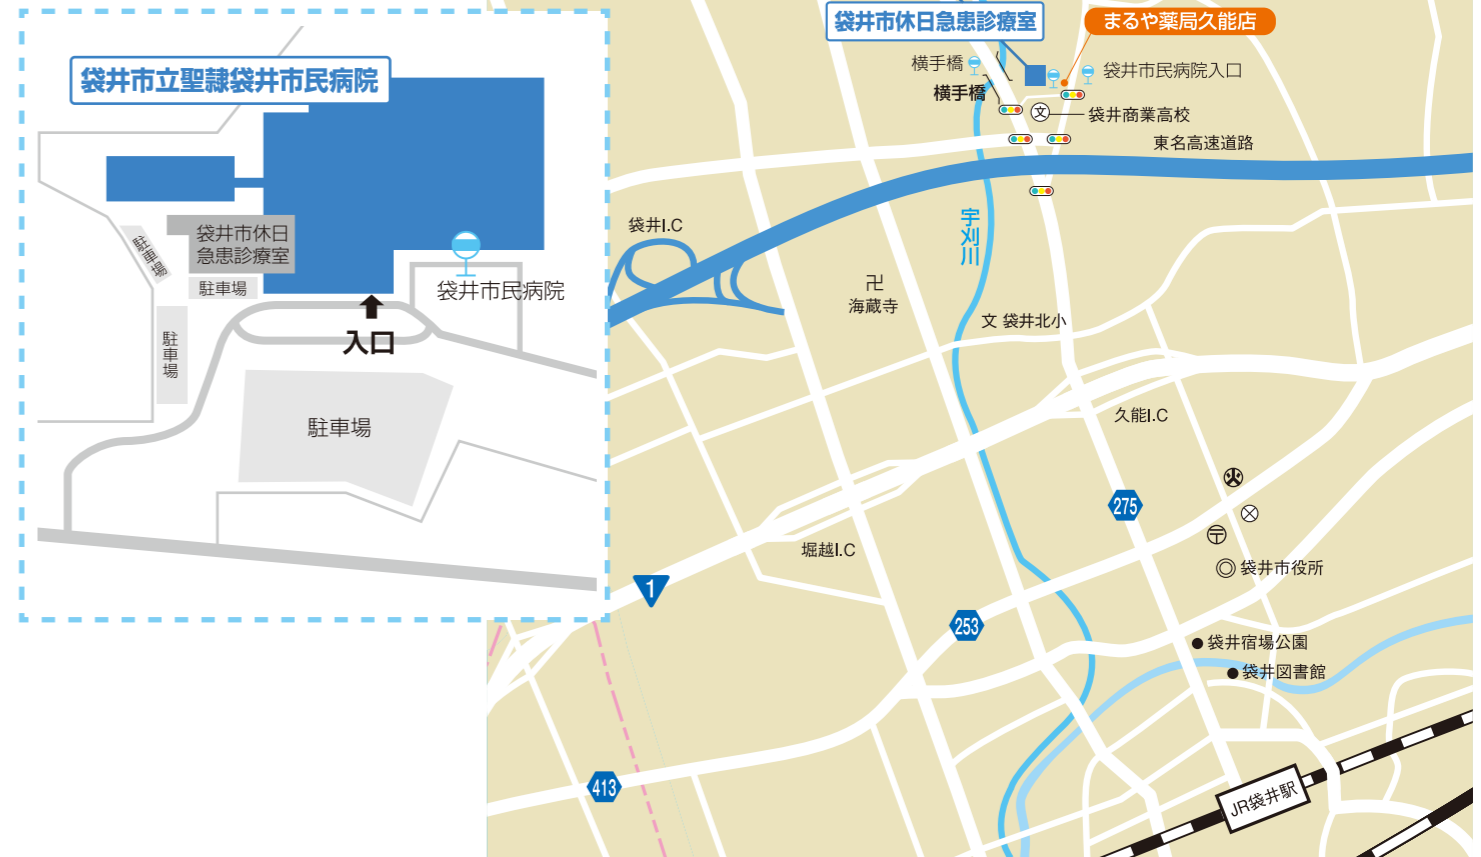 袋井市立聖隷袋井市民病院
袋井市休日
急患診療室
駐車場
駐車場
駐車場
袋井市民病院
入口
駐車場
袋井市休日急患診療室
まるや薬局久能店
横手橋
袋井市民病院入口
横手橋
文
袋井商業高校
東名高速道路
袋井I.C
宇刈川
卍
海蔵寺
文 袋井北小
久能I.C
275
堀越I.C
〒
袋井市役所
1
253
袋井宿場公園
袋井図書館
413
JR袋井駅